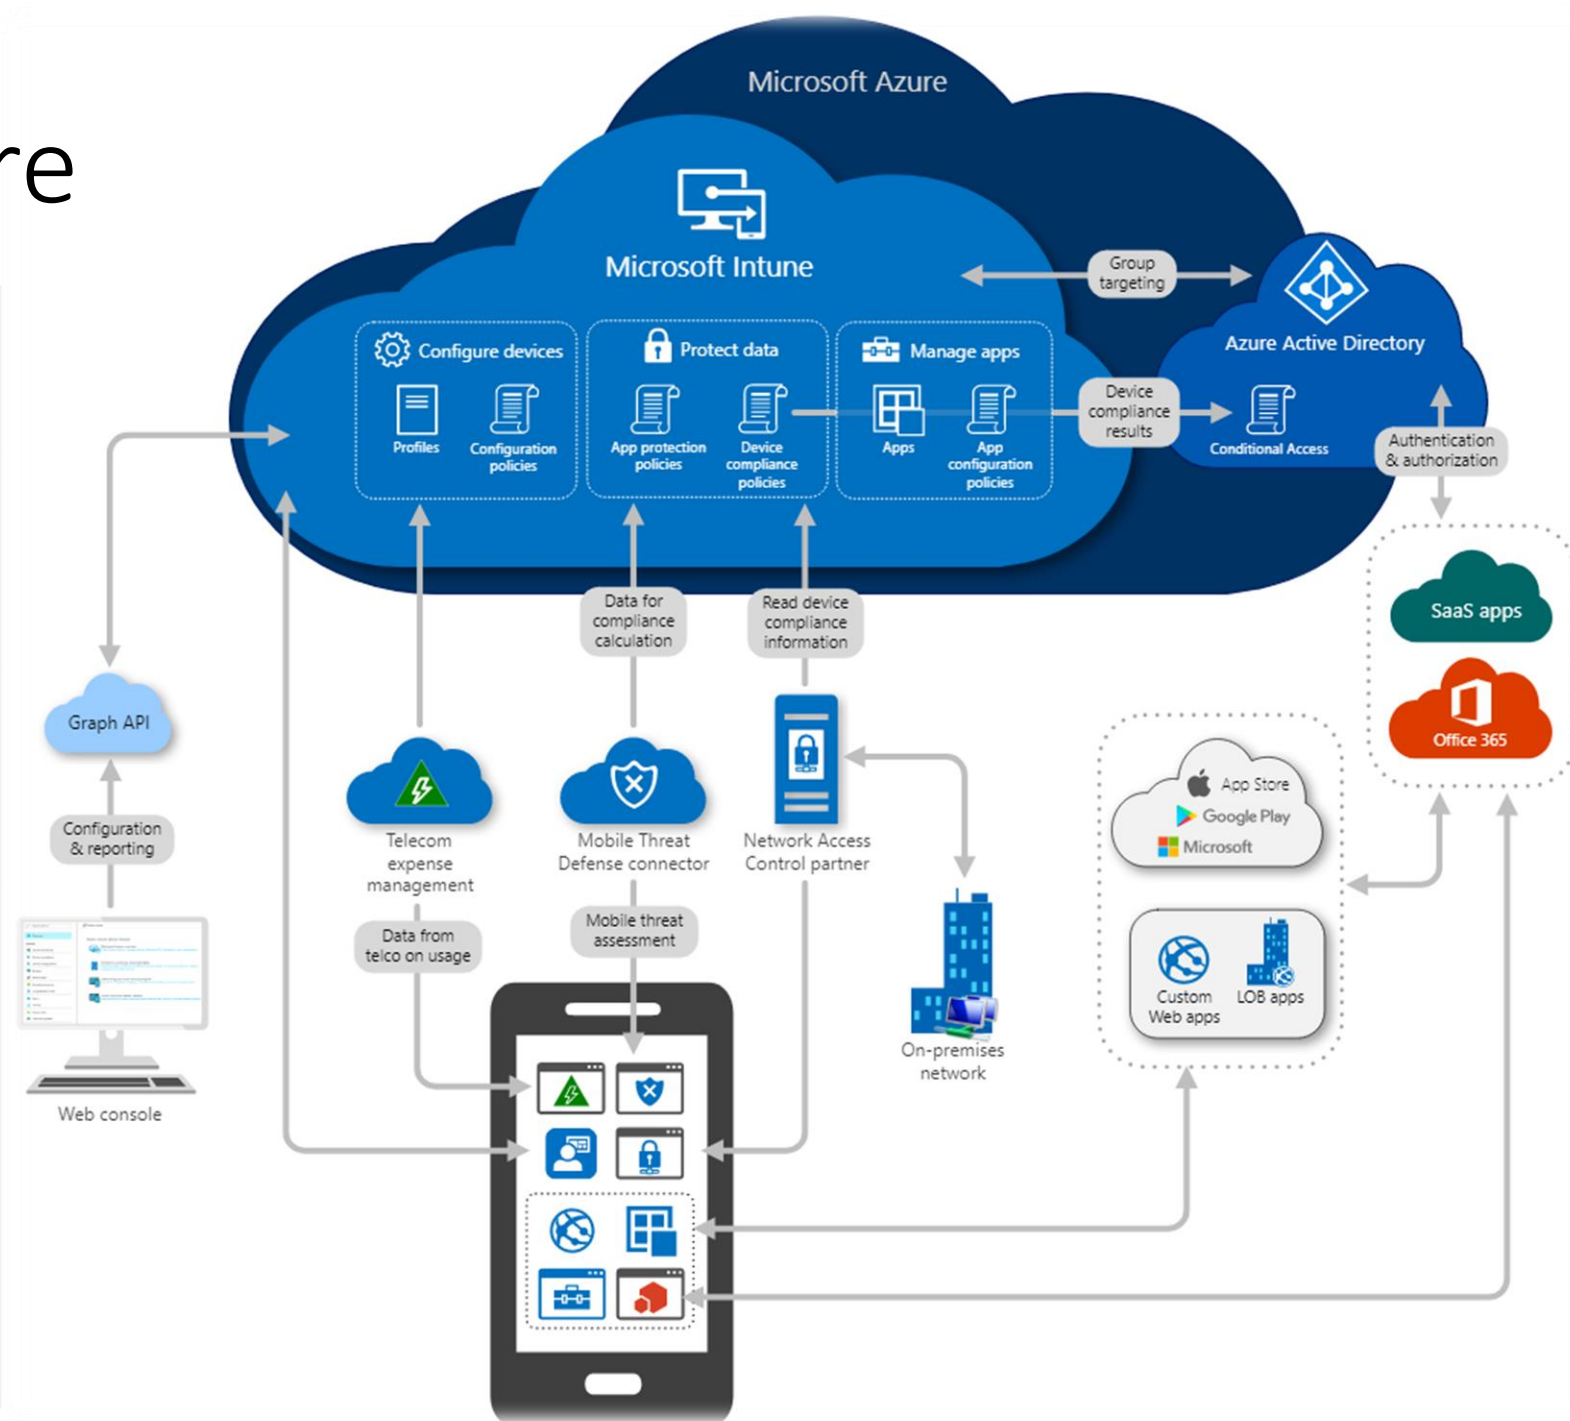 re
Microsoft Azure
Microsoft Intune
Group
targeting
Azure Active Directory
Configure devices
Protect data
Manage apps
Profiles
Configuration
policies
App protection
policies
Device
compliance
policies
Apps
App
configuration
policies
Device
compliance
results
Conditional Access
Authentication
& authorization
Data for
compliance
calculation
Read device
compliance
information
SaaS apps
Office 365
Graph API
Configuration
& reporting
Web console
Telecom
expense
management
Data from
telco on usage
Mobile Threat
Defense connector
Mobile threat
assessment
Network Access
Control partner
On-premises
network
App Store
Google Play
Microsoft
Custom
Web apps
LOB apps